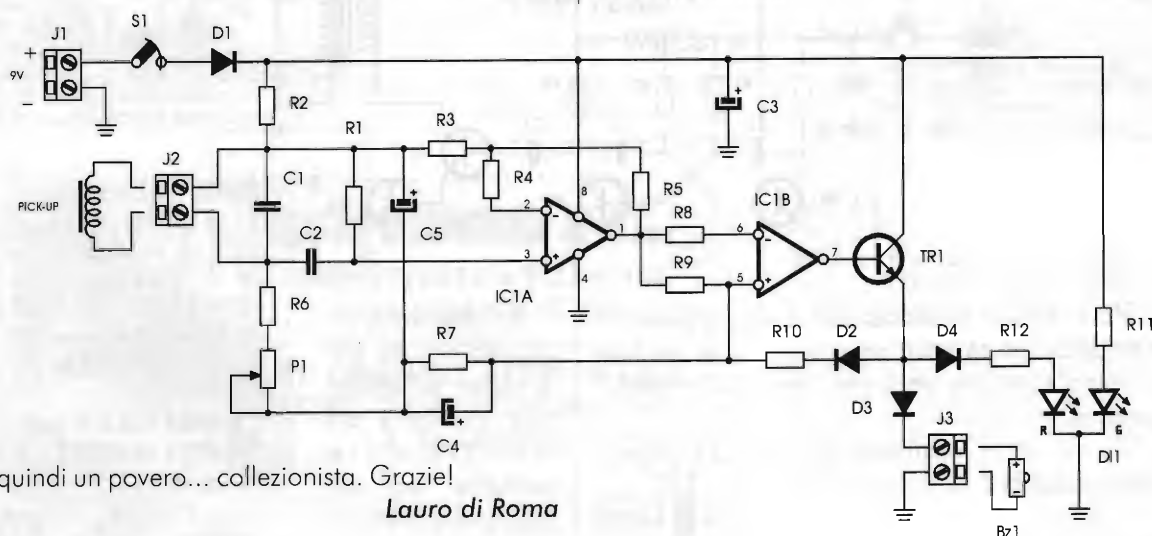 S1
J1
D1
+
9V
−
R2
C3
+
R1
R3
J2
C1
R4
8
R5
IC1B
PICK-UP
+
2
−
1
R8
6
−
C2
C5
3
+
R9
7
TR1
4
5
+
IC1A
R6
R7
R10
D2
D4
R12
R11
P1
D3
J3
R
G
C4
+
+
−
DI1
quindi un povero... collezionista. Grazie!
Lauro di Roma
Bz1